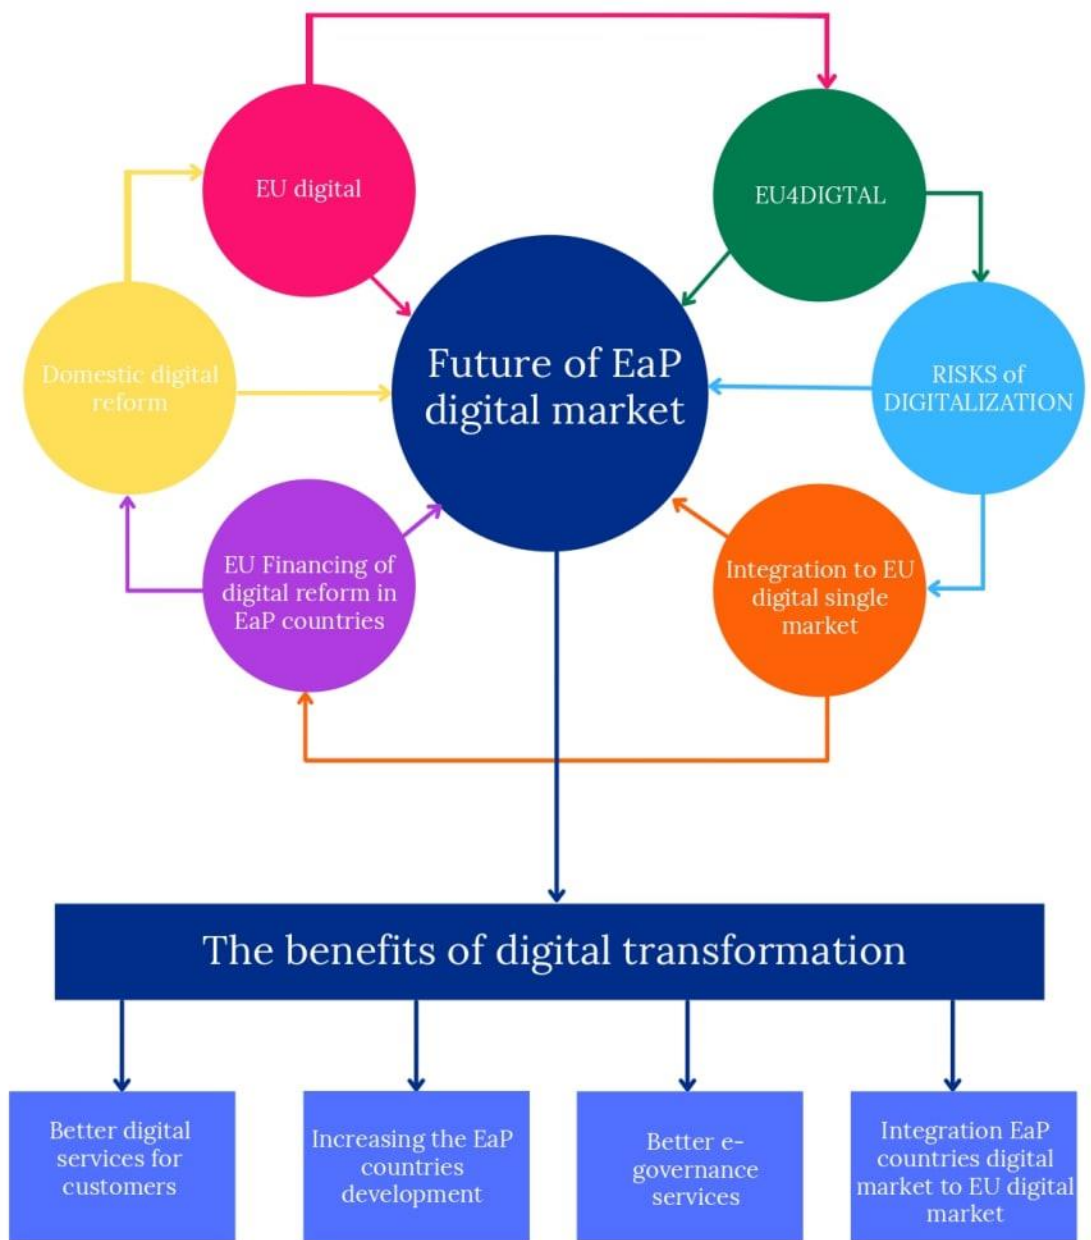 EU digital
EU4DIGTAL
Future of EaP
digital market
Domestic digital
reform
RISKS of
DIGITALIZATION
EU Financing of
digital reform in
EaP countries
Integration to EU
digital single
market
The benefits of digital transformation
Better digital
services for
customers
Increasing the EaP
countries
development
Better e-
governance
services
Integration EaP
countries digital
market to EU digital
market